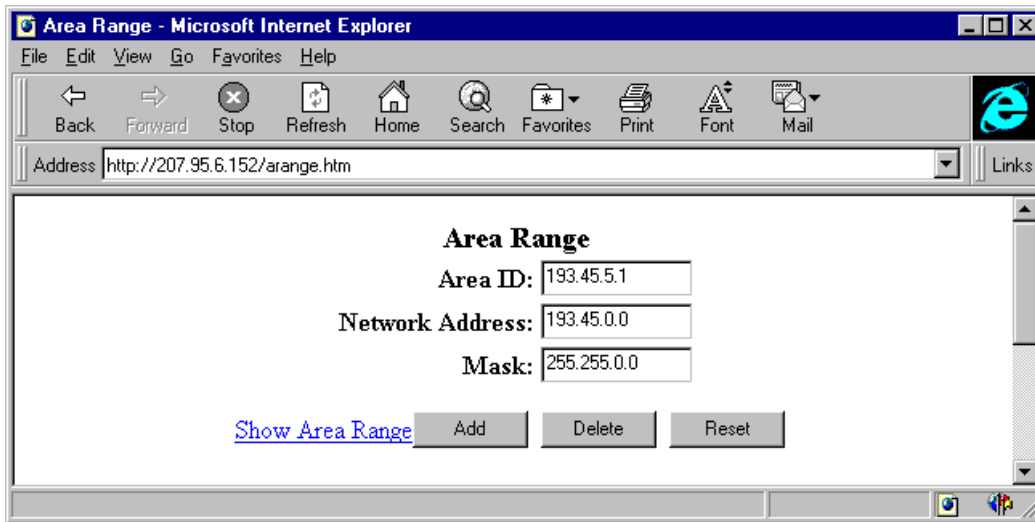 Area Range - Microsoft Internet Explorer
File Edit View Go Favorites Help
Back Forward Stop Refresh Home Search Favorites Print Font Mail
Address http://207.95.6.152/arange.htm Links
Area Range
Area ID: 193.45.5.1
Network Address: 193.45.0.0
Mask: 255.255.0.0
Show Area Range Add Delete Reset